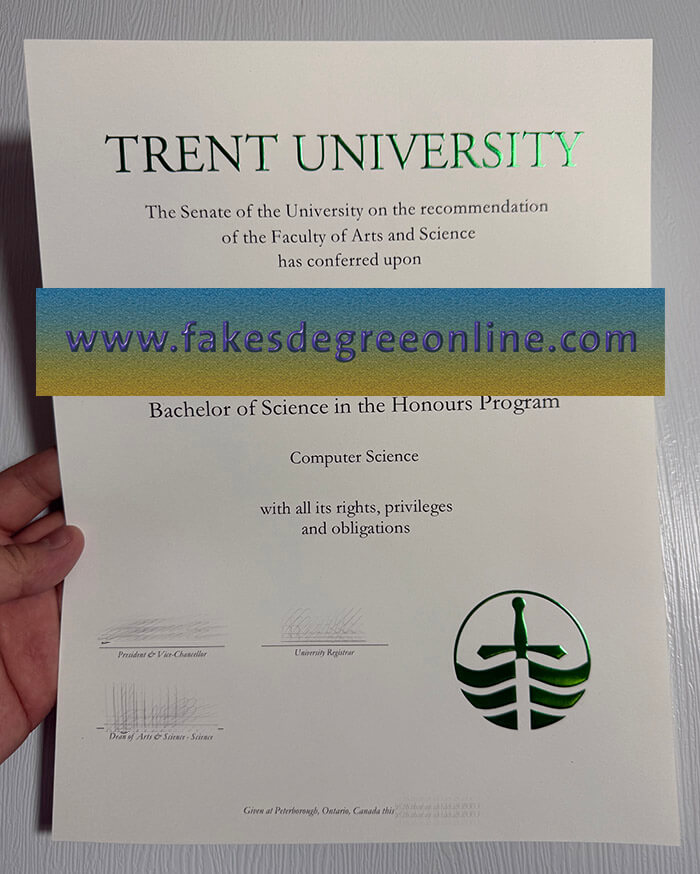 TRENT UNIVERSITY
The Senate of the University on the recommendation
of the Faculty of Arts and Science
has conferred upon
www.fakesdegreeonline.com
Bachelor of Science in the Honours Program
Computer Science
with all its rights, privileges
and obligations
President & Vice-Chancellor
University Registrar
Dean of Arts & Science - Science
Given at Peterborough, Ontario, Canada this